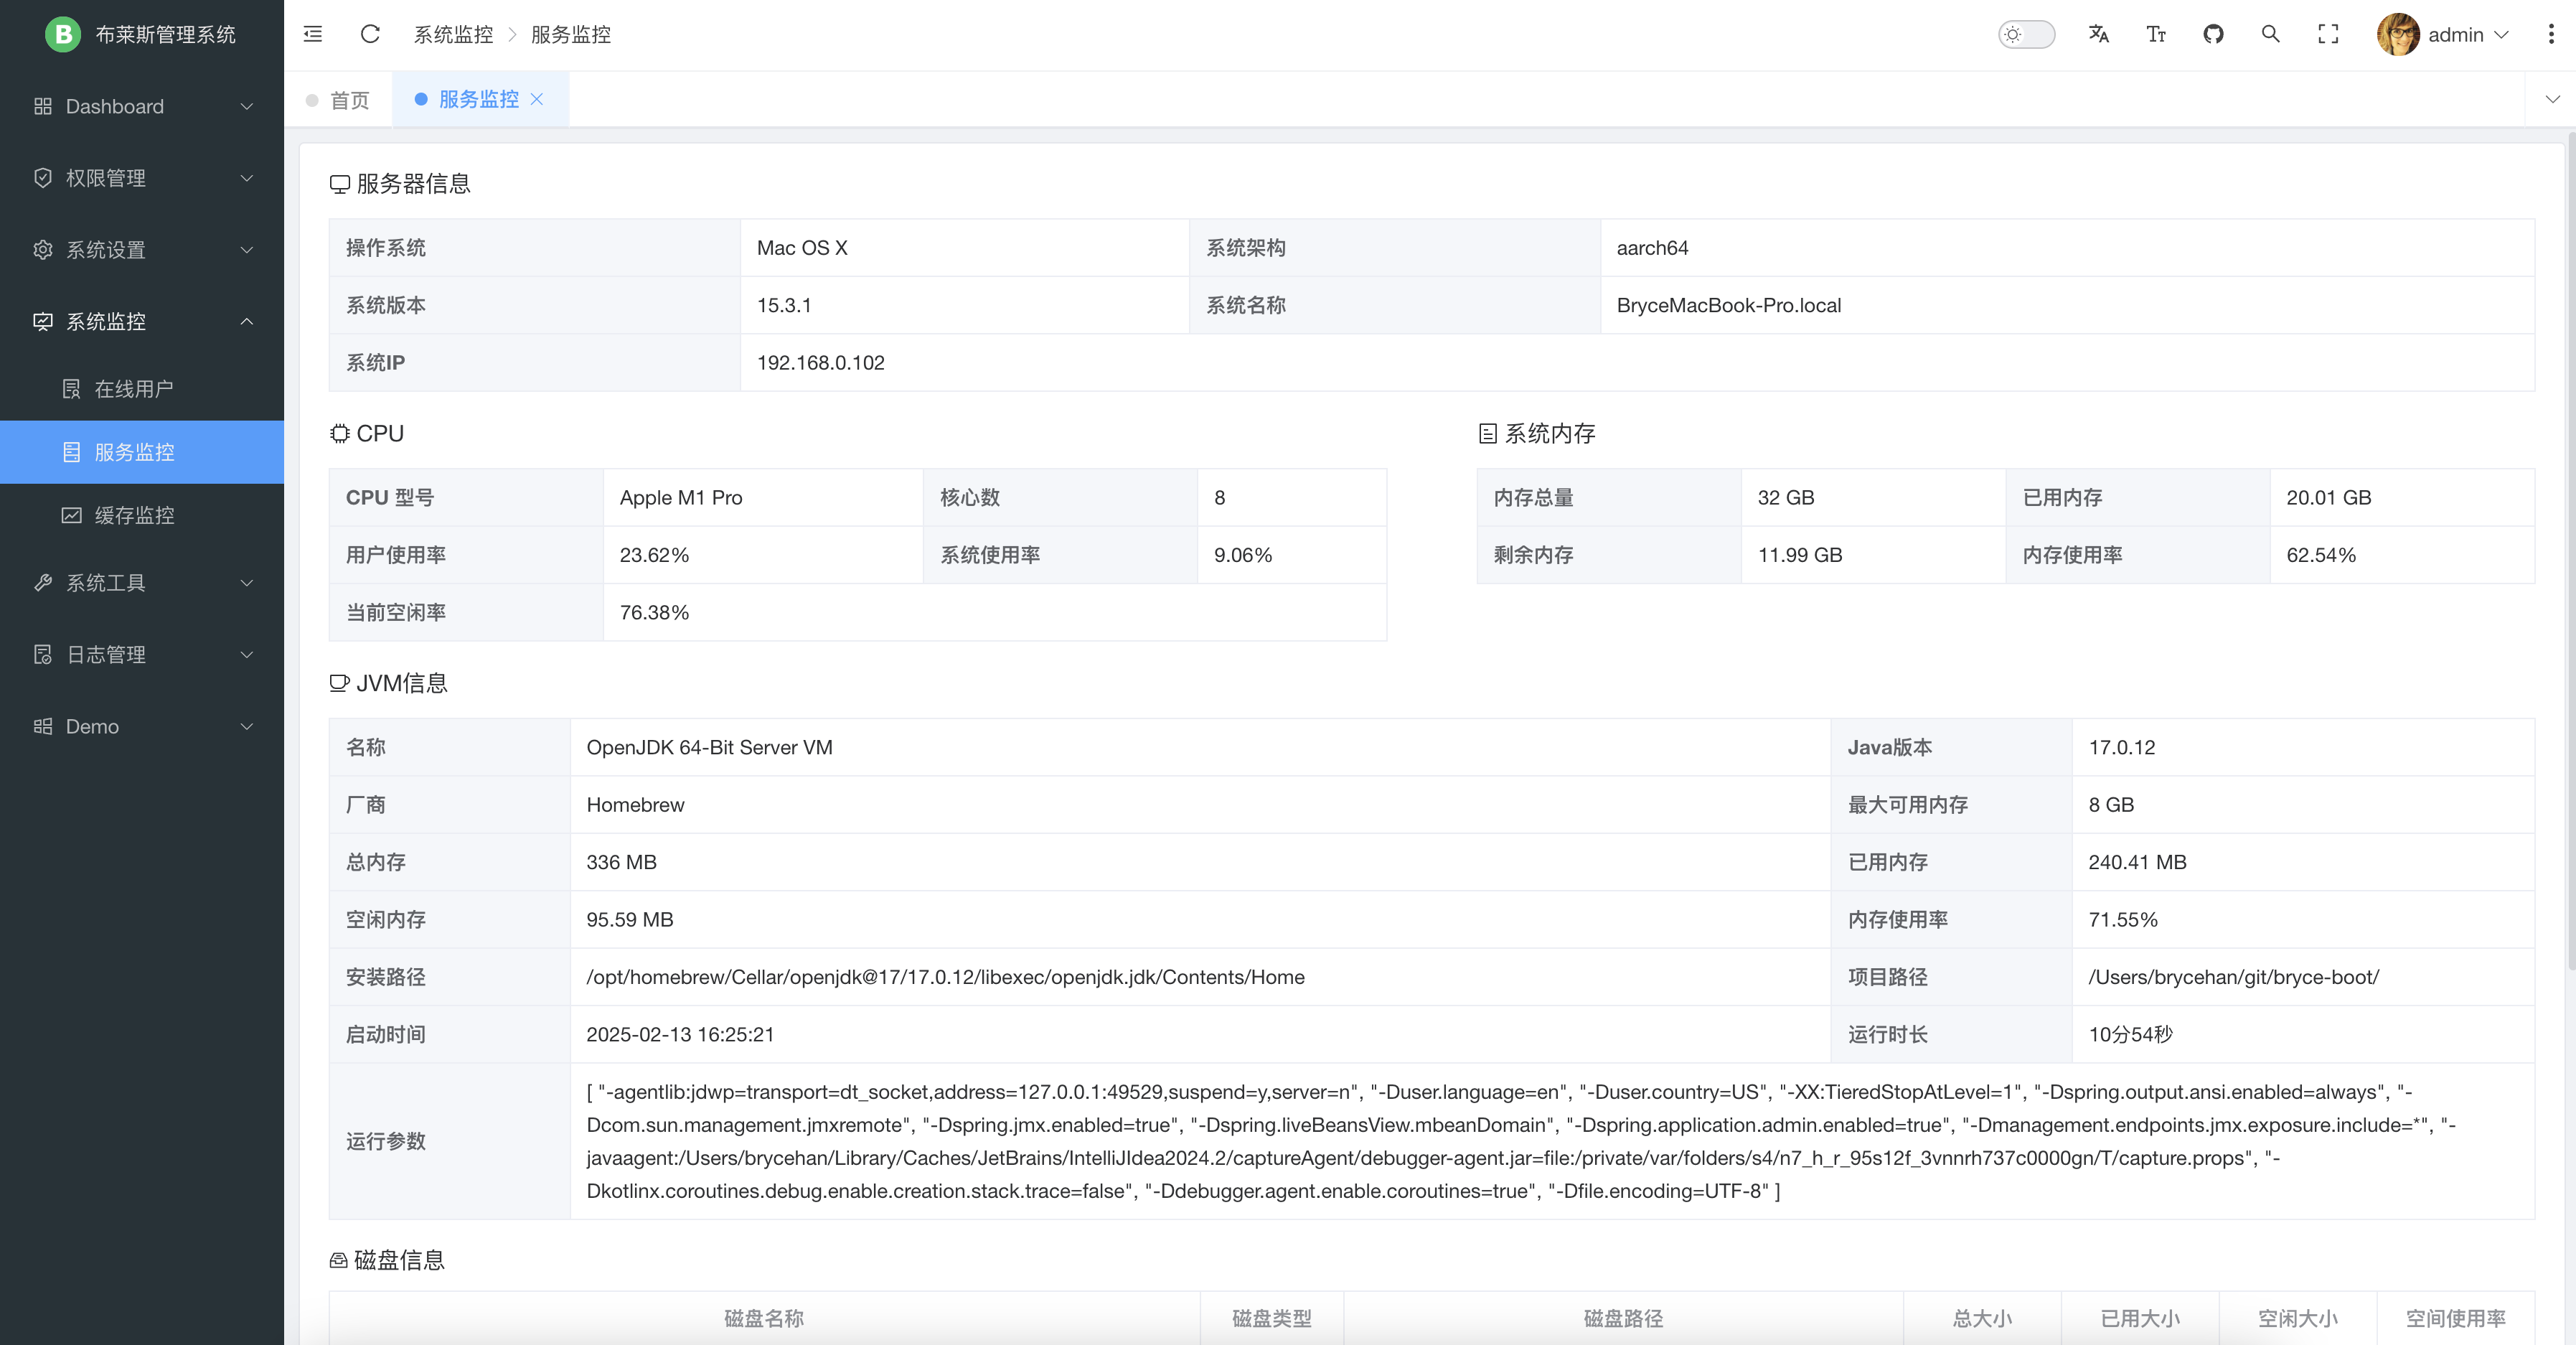 布莱斯管理系统
系统监控 服务监控
admin
Dashboard
首页 服务监控
权限管理
系统设置
系统监控
在线用户
服务监控
缓存监控
系统工具
日志管理
Demo
服务器信息
操作系统 Mac OS X 系统架构 aarch64
系统版本 15.3.1 系统名称 BryceMacBook-Pro.local
系统IP 192.168.0.102
CPU
CPU 型号 Apple M1 Pro 核心数 8
用户使用率 23.62% 系统使用率 9.06%
当前空闲率 76.38%
系统内存
内存总量 32 GB 已用内存 20.01 GB
剩余内存 11.99 GB 内存使用率 62.54%
JVM信息
名称 OpenJDK 64-Bit Server VM Java版本 17.0.12
厂商 Homebrew 最大可用内存 8 GB
总内存 336 MB 已用内存 240.41 MB
空闲内存 95.59 MB 内存使用率 71.55%
安装路径 /opt/homebrew/Cellar/openjdk@17/17.0.12/libexec/openjdk.jdk/Contents/Home 项目路径 /Users/brycehan/git/bryce-boot/
启动时间 2025-02-13 16:25:21 运行时长 10分54秒
运行参数
[ "-agentlib:jdwp=transport=dt_socket,address=127.0.0.1:49529,suspend=y,server=n", "-Duser.language=en", "-Duser.country=US", "-XX:TieredStopAtLevel=1", "-Dspring.output.ansi.enabled=always", "-
Dcom.sun.management.jmxremote", "-Dspring.jmx.enabled=true", "-Dspring.liveBeansView.mbeanDomain", "-Dspring.application.admin.enabled=true", "-Dmanagement.endpoints.jmx.exposure.include=*", "-
javaagent:/Users/brycehan/Library/Caches/JetBrains/IntelliJIdea2024.2/captureAgent/debugger-agent.jar=file:/private/var/folders/s4/n7_h_r_95s12f_3vnnrh737c0000gn/T/capture.props", "-
Dkotlinx.coroutines.debug.enable.creation.stack.trace=false", "-Ddebugger.agent.enable.coroutines=true", "-Dfile.encoding=UTF-8" ]
磁盘信息
磁盘名称 磁盘类型 磁盘路径 总大小 已用大小 空闲大小 空间使用率